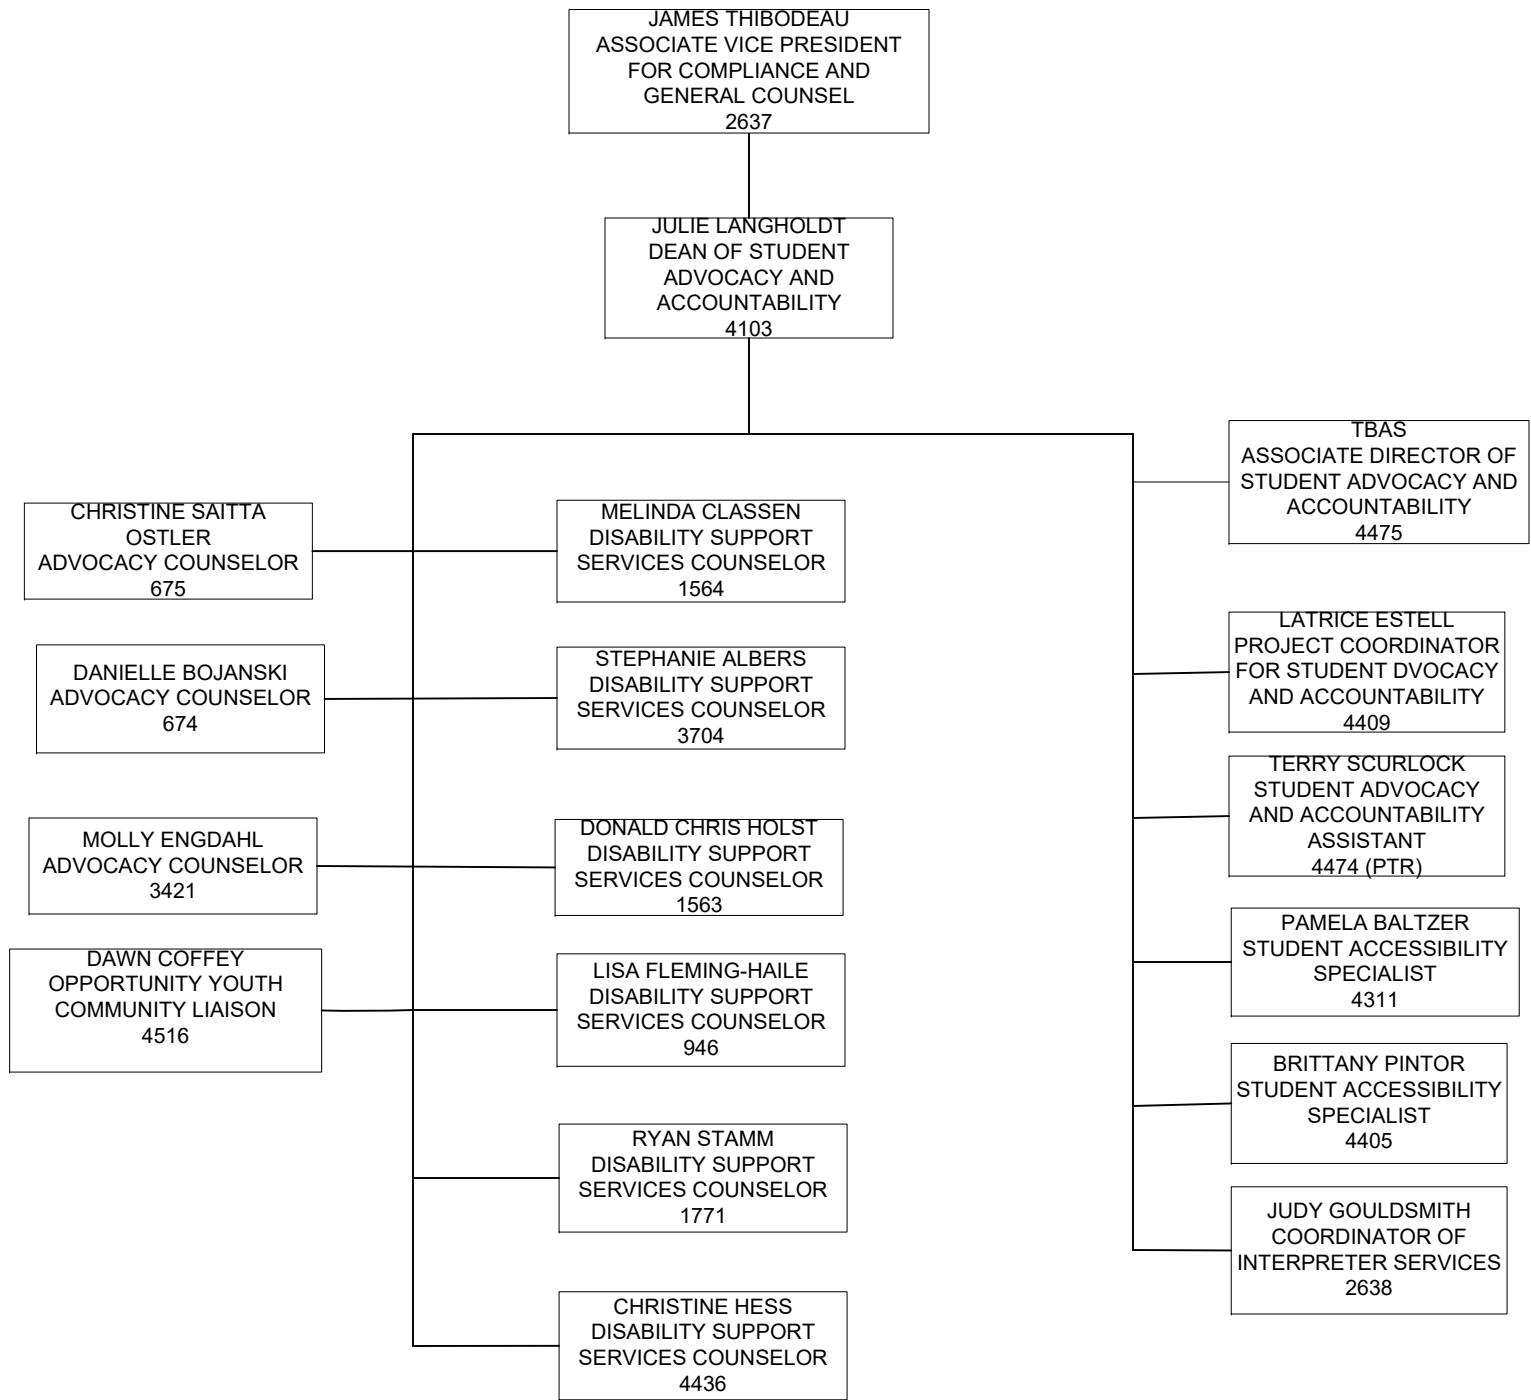 JAMES THIBODEAU
ASSOCIATE VICE PRESIDENT
FOR COMPLIANCE AND
GENERAL COUNSEL
2637
JULIE LANGHOLDT
DEAN OF STUDENT
ADVOCACY AND
ACCOUNTABILITY
4103
CHRISTINE SAITTA
OSTLER
ADVOCACY COUNSELOR
675
DANIELLE BOJANSKI
ADVOCACY COUNSELOR
674
MOLLY ENGDAHL
ADVOCACY COUNSELOR
3421
DAWN COFFEY
OPPORTUNITY YOUTH
COMMUNITY LIAISON
4516
MELINDA CLASSEN
DISABILITY SUPPORT
SERVICES COUNSELOR
1564
STEPHANIE ALBERS
DISABILITY SUPPORT
SERVICES COUNSELOR
3704
DONALD CHRIS HOLST
DISABILITY SUPPORT
SERVICES COUNSELOR
1563
LISA FLEMING-HAILE
DISABILITY SUPPORT
SERVICES COUNSELOR
946
RYAN STAMM
DISABILITY SUPPORT
SERVICES COUNSELOR
1771
CHRISTINE HESS
DISABILITY SUPPORT
SERVICES COUNSELOR
4436
TBAS
ASSOCIATE DIRECTOR OF
STUDENT ADVOCACY AND
ACCOUNTABILITY
4475
LATRICE ESTELL
PROJECT COORDINATOR
FOR STUDENT DVOCACY
AND ACCOUNTABILITY
4409
TERRY SCURLOCK
STUDENT ADVOCACY
AND ACCOUNTABILITY
ASSISTANT
4474 (PTR)
PAMELA BALTZER
STUDENT ACCESSIBILITY
SPECIALIST
4311
BRITTANY PINTOR
STUDENT ACCESSIBILITY
SPECIALIST
4405
JUDY GOULDSMITH
COORDINATOR OF
INTERPRETER SERVICES
2638